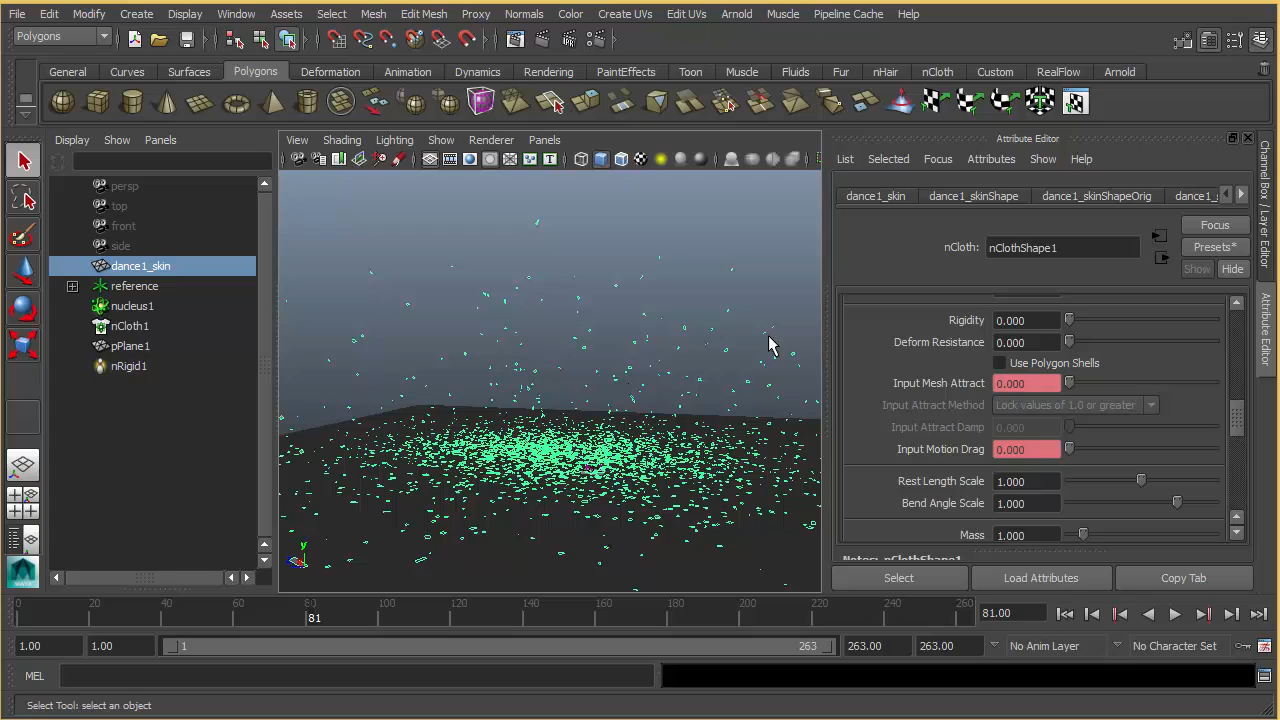 File Edit Modify Create Display Window Assets Select Mesh Edit Mesh Proxy Normals Color Create UVs Edit UVs Arnold Muscle Pipeline Cache Help
Polygons
General Curves Surfaces Polygons Deformation Animation Dynamics Rendering PaintEffects Toon Muscle Fluids Fur nHair nCloth Custom RealFlow Arnold
Display Show Panels
persp
top
front
side
dance1_skin
reference
nucleus1
nCloth1
pPlane1
nRigid1
View Shading Lighting Show Renderer Panels
y
Attribute Editor
List Selected Focus Attributes Show Help
dance1_skin dance1_skinShape dance1_skinShapeOrig dance1_s
nCloth: nClothShape1
Focus
Presets*
Show Hide
Rigidity 0.000
Deform Resistance 0.000
Use Polygon Shells
Input Mesh Attract 0.000
Input Attract Method Lock values of 1.0 or greater
Input Attract Damp 0.000
Input Motion Drag 0.000
Rest Length Scale 1.000
Bend Angle Scale 1.000
Mass 1.000
Notes: nClothShape1
Select Load Attributes Copy Tab
Channel Box / Layer Editor
Attribute Editor
0 20 40 60 80 100 120 140 160 180 200 220 240 260
81
81.00
1.00 1.00 1 263 263.00 263.00 No Anim Layer No Character Set
MEL
Select Tool: select an object